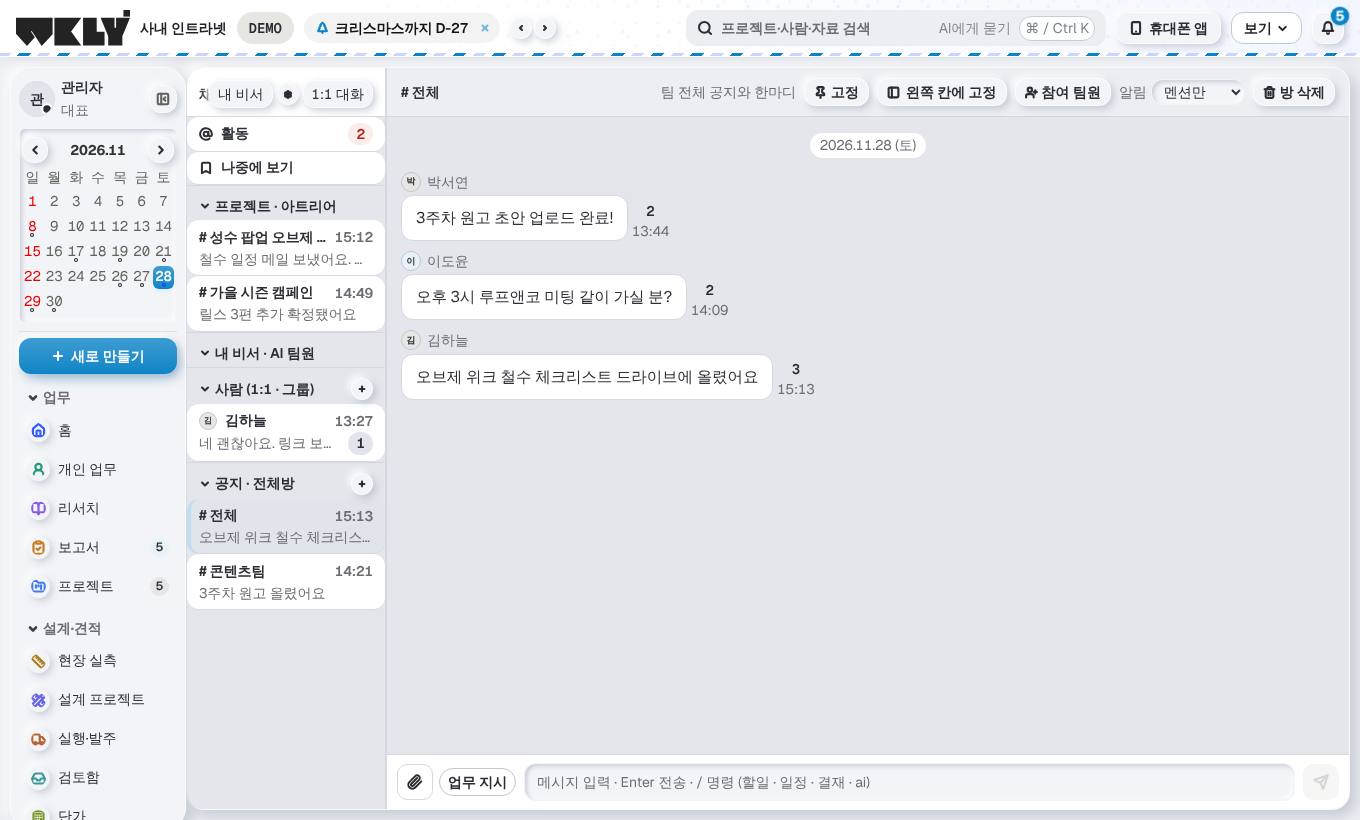 WKLY 사내 인트라넷 DEMO 크리스마스까지 D-27 × 프로젝트·사람·자료 검색 AI에게 묻기 ⌘ / Ctrl K 휴대폰 앱 보기 5
관 관리자
대표
2026.11
일 월 화 수 목 금 토
1 2 3 4 5 6 7
8 9 10 11 12 13 14
15 16 17 18 19 20 21
22 23 24 25 26 27 28
29 30
+ 새로 만들기
업무
홈
개인 업무
리서치
보고서 5
프로젝트 5
설계·견적
현장 실측
설계 프로젝트
실행·발주
검토함
단가
내 비서 1:1 대화
활동 2
나중에 보기
프로젝트 · 아트리어
# 성수 팝업 오브제 ... 15:12
철수 일정 메일 보냈어요. ...
# 가을 시즌 캠페인 14:49
릴스 3편 추가 확정됐어요
내 비서 · AI 팀원
사람 (1:1 · 그룹) +
김 김하늘 13:27
네 괜찮아요. 링크 보... 1
공지 · 전체방 +
# 전체 15:13
오브제 위크 철수 체크리스...
# 콘텐츠팀 14:21
3주차 원고 올렸어요
# 전체 팀 전체 공지와 한마디 고정 왼쪽 칸에 고정 참여 팀원 알림 멘션만 방 삭제
2026.11.28 (토)
박 박서연
3주차 원고 초안 업로드 완료! 2
13:44
이 이도윤
오후 3시 루프앤코 미팅 같이 가실 분? 2
14:09
김 김하늘
오브제 위크 철수 체크리스트 드라이브에 올렸어요 3
15:13
업무 지시 메시지 입력 · Enter 전송 · / 명령 (할일 · 일정 · 결재 · ai)